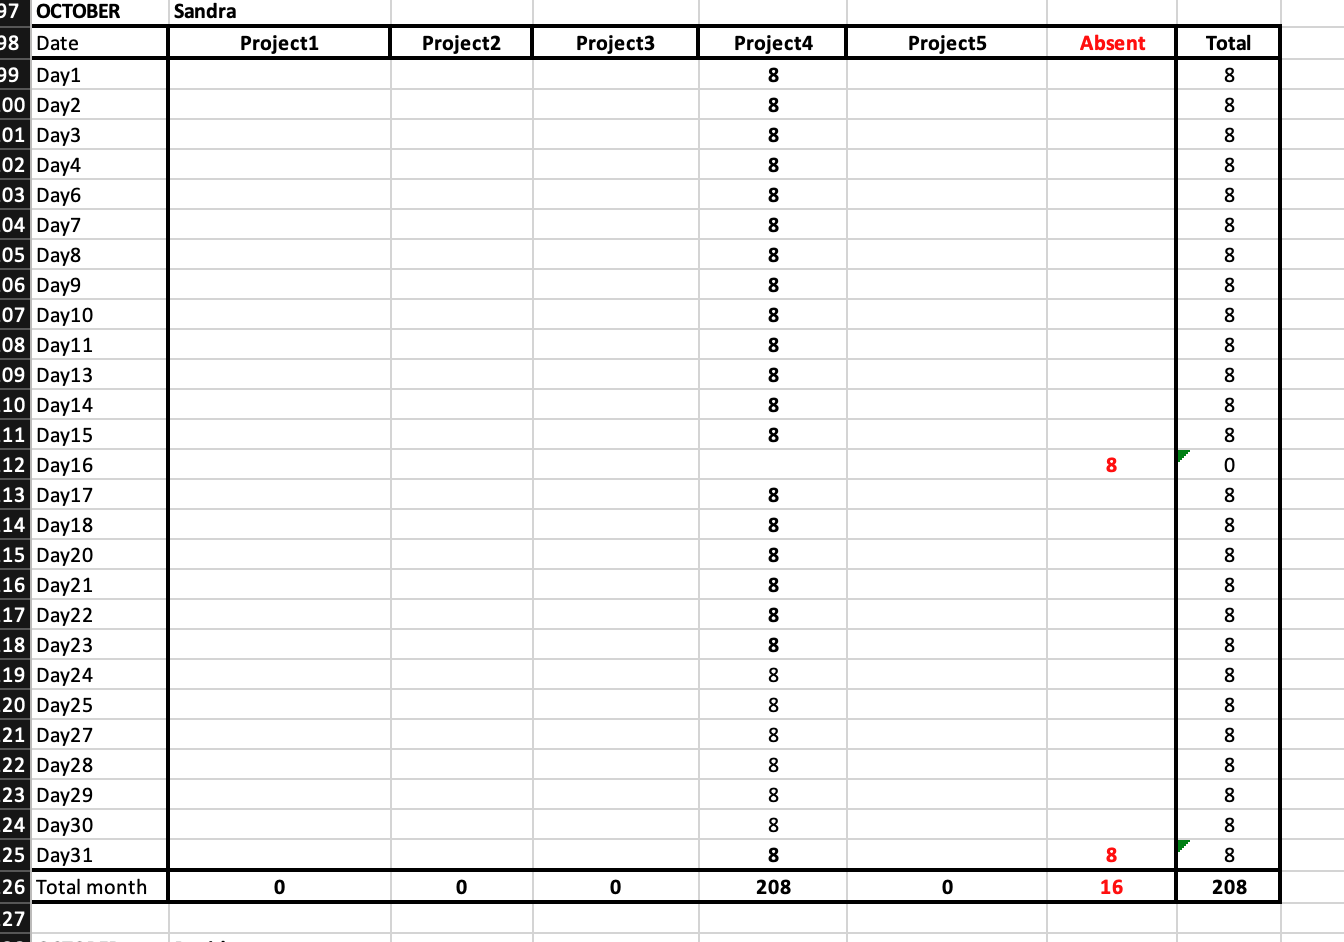 97 OCTOBER Sandra
98 Date Project1 Project2 Project3 Project4 Project5 Absent Total
99 Day1 8 8
00 Day2 8 8
01 Day3 8 8
02 Day4 8 8
03 Day6 8 8
04 Day7 8 8
05 Day8 8 8
06 Day9 8 8
07 Day10 8 8
08 Day11 8 8
09 Day13 8 8
10 Day14 8 8
11 Day15 8 8
12 Day16 8 0
13 Day17 8 8
14 Day18 8 8
15 Day20 8 8
16 Day21 8 8
17 Day22 8 8
18 Day23 8 8
19 Day24 8 8
20 Day25 8 8
21 Day27 8 8
22 Day28 8 8
23 Day29 8 8
24 Day30 8 8
25 Day31 8 8 8
26 Total month 0 0 0 208 0 16 208
27